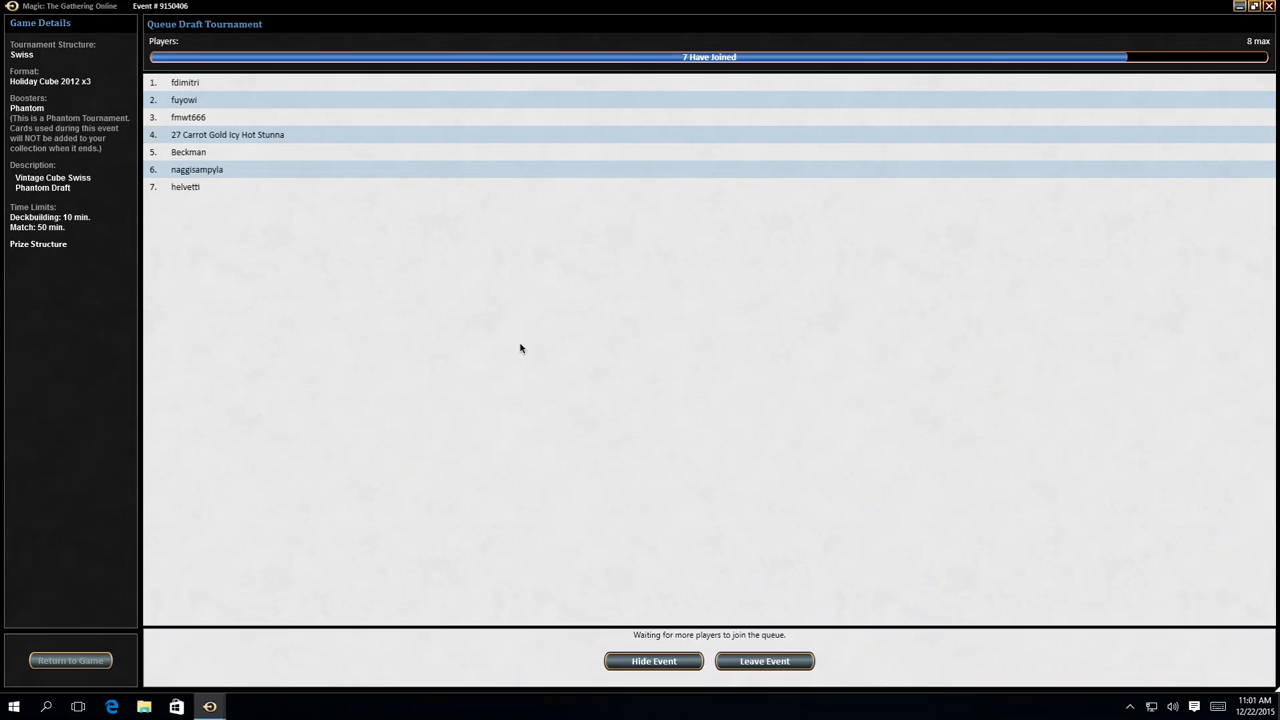 Magic: The Gathering Online Event # 9150406
Game Details
Tournament Structure:
Swiss
Format:
Holiday Cube 2012 x3
Boosters:
Phantom
(This is a Phantom Tournament.
Cards used during this event
will NOT be added to your
collection when it ends.)
Description:
Vintage Cube Swiss
Phantom Draft
Time Limits:
Deckbuilding: 10 min.
Match: 50 min.
Prize Structure
Return to Game
Queue Draft Tournament
Players: 8 max
7 Have Joined
1. fdimitri
2. fuyowi
3. fmwt666
4. 27 Carrot Gold Icy Hot Stunna
5. Beckman
6. naggisampyla
7. helvetti
Waiting for more players to join the queue.
Hide Event Leave Event
11:01 AM
12/22/2015